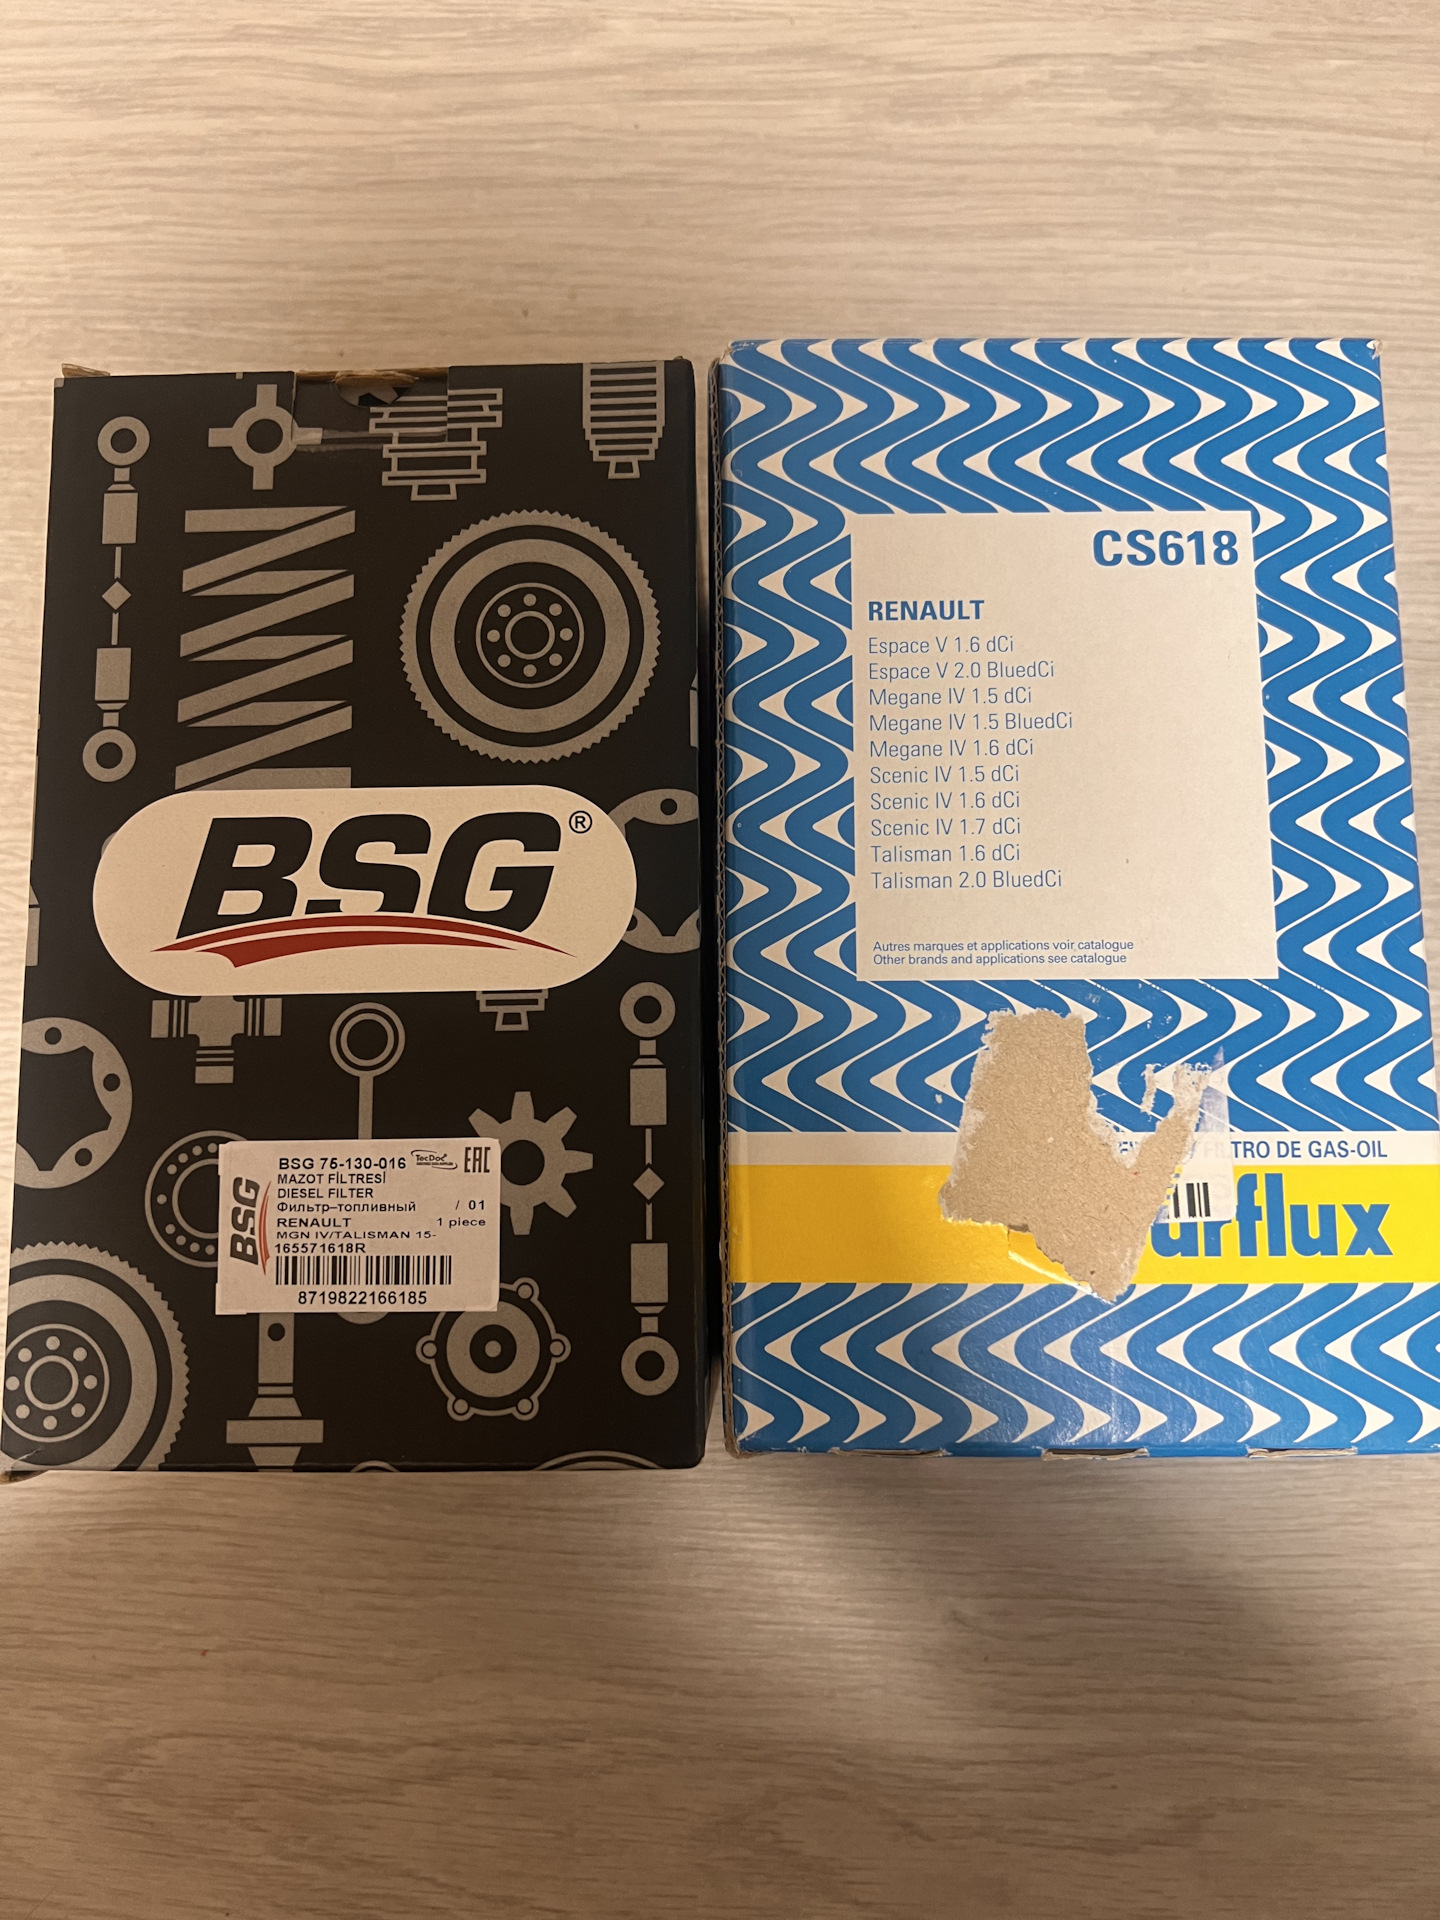 BSG®
BSG 75-130-016 TecDoc EAC
MAZOT FİLTRESİ
DIESEL FILTER
Фильтр-топливный / 01
RENAULT 1 piece
MGN IV/TALISMAN 15-
165571618R
BSG
8719822166185
CS618
RENAULT
Espace V 1.6 dCi
Espace V 2.0 BluedCi
Megane IV 1.5 dCi
Megane IV 1.5 BluedCi
Megane IV 1.6 dCi
Scenic IV 1.5 dCi
Scenic IV 1.6 dCi
Scenic IV 1.7 dCi
Talisman 1.6 dCi
Talisman 2.0 BluedCi
Autres marques et applications voir catalogue
Other brands and applications see catalogue
DE GAS-OIL
urflux